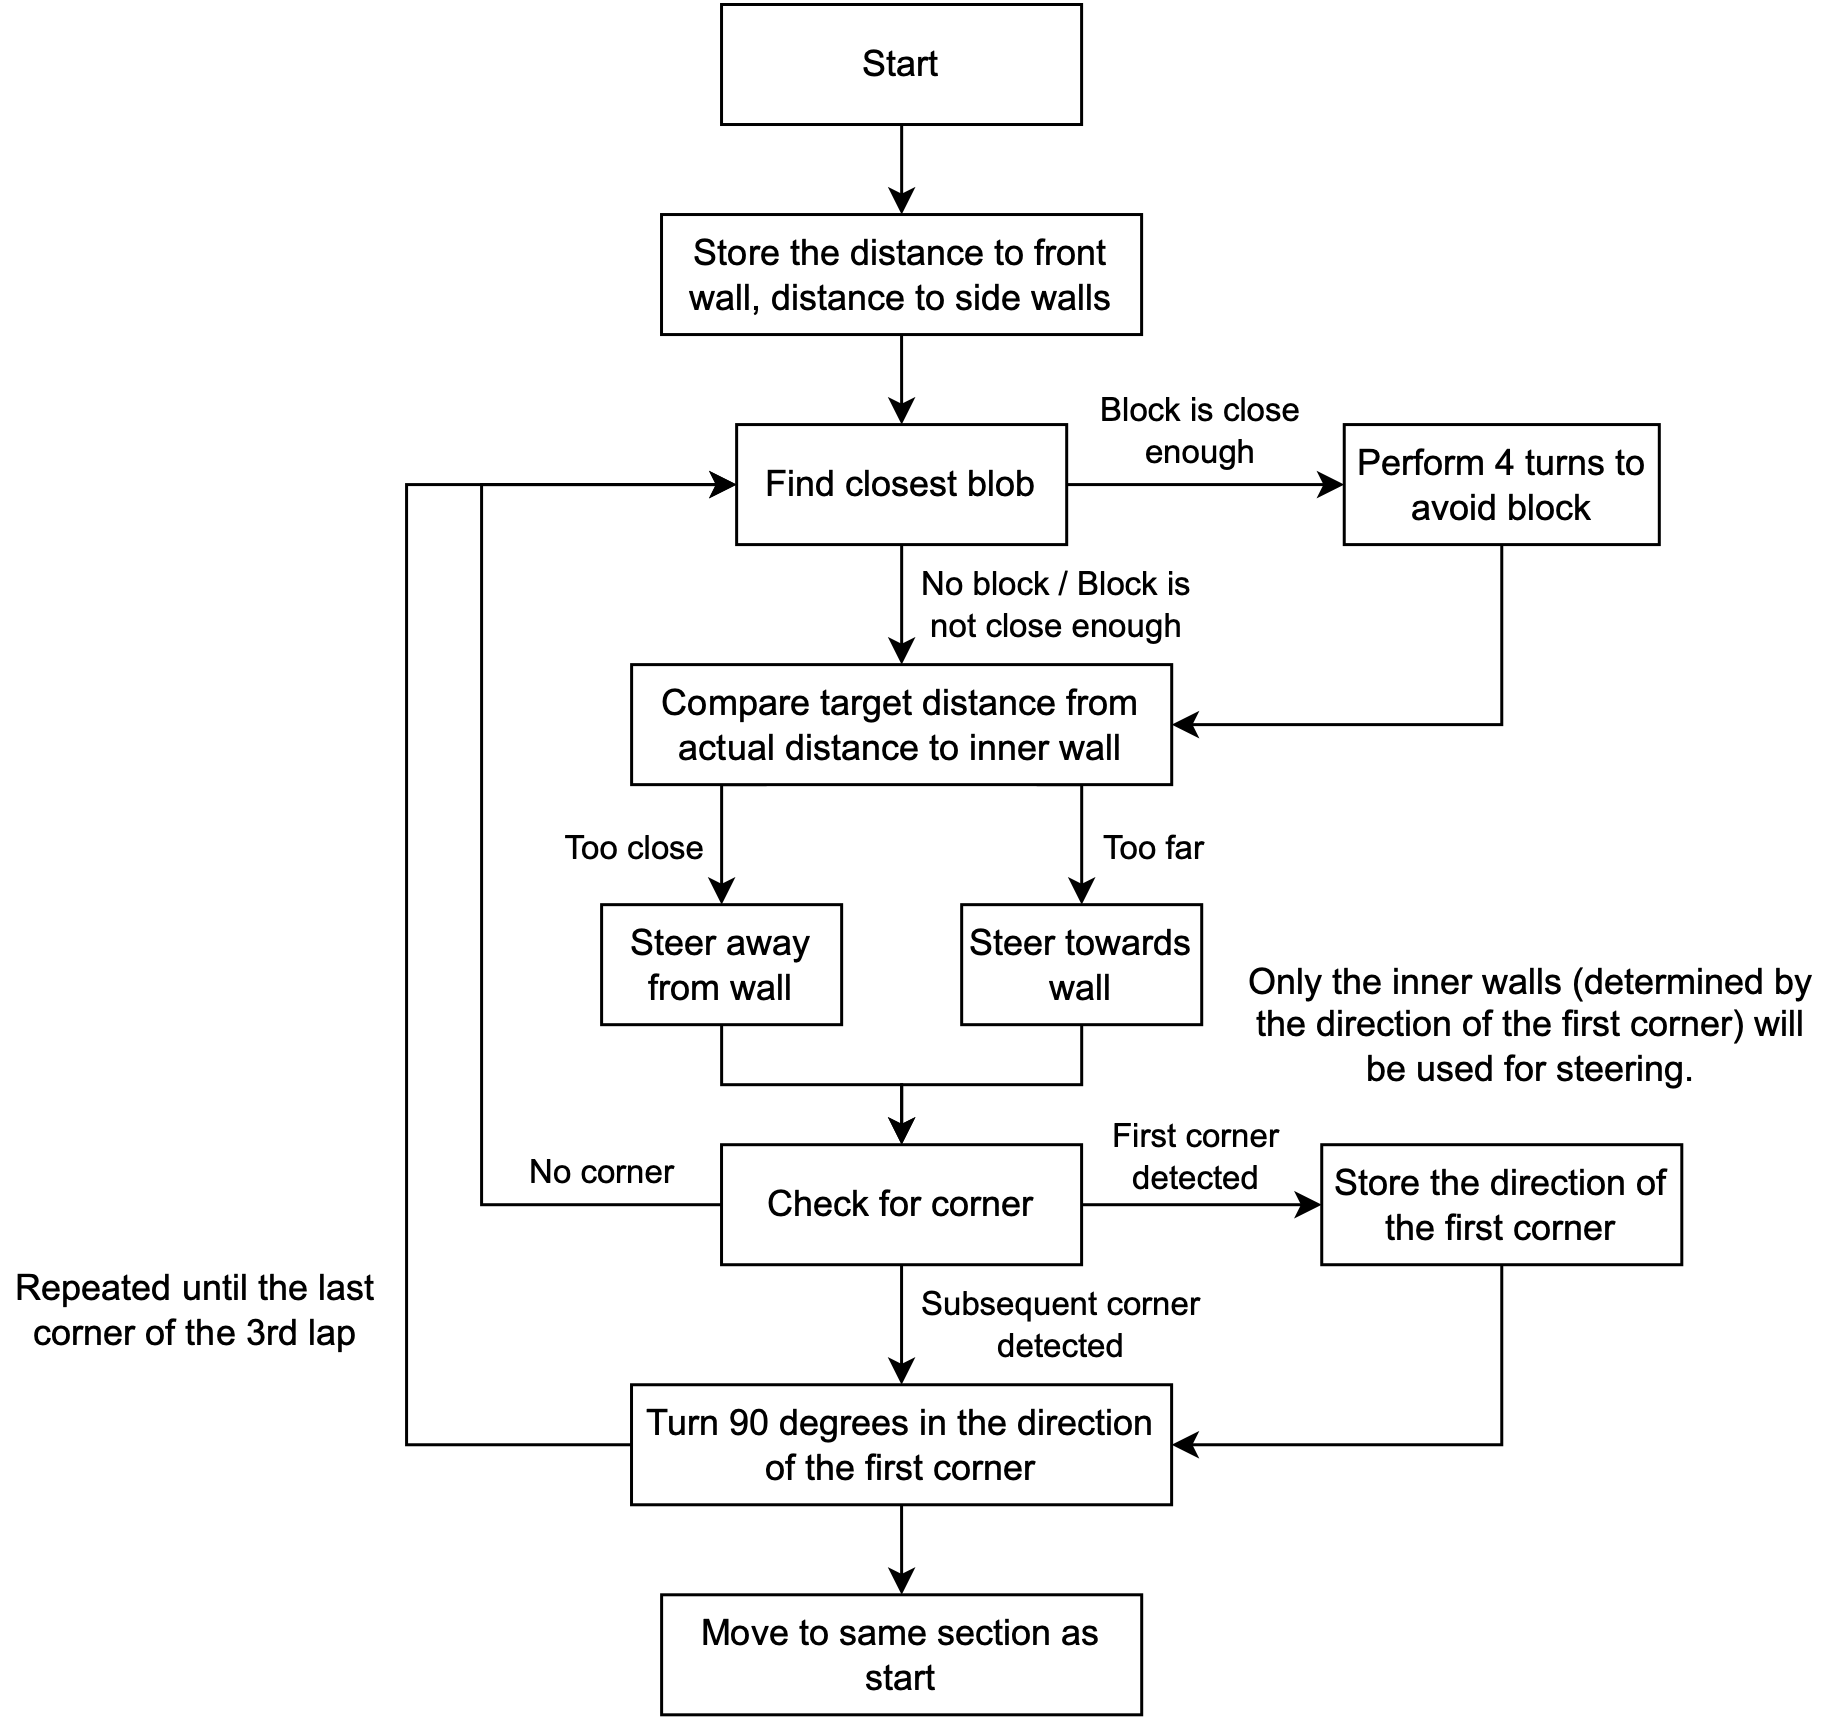 Start
Store the distance to front
wall, distance to side walls
Block is close
enough
Find closest blob
Perform 4 turns to
avoid block
No block / Block is
not close enough
Compare target distance from
actual distance to inner wall
Too close
Too far
Steer away
from wall
Steer towards
wall
Only the inner walls (determined by
the direction of the first corner) will
be used for steering.
No corner
Check for corner
First corner
detected
Store the direction of
the first corner
Repeated until the last
corner of the 3rd lap
Subsequent corner
detected
Turn 90 degrees in the direction
of the first corner
Move to same section as
start